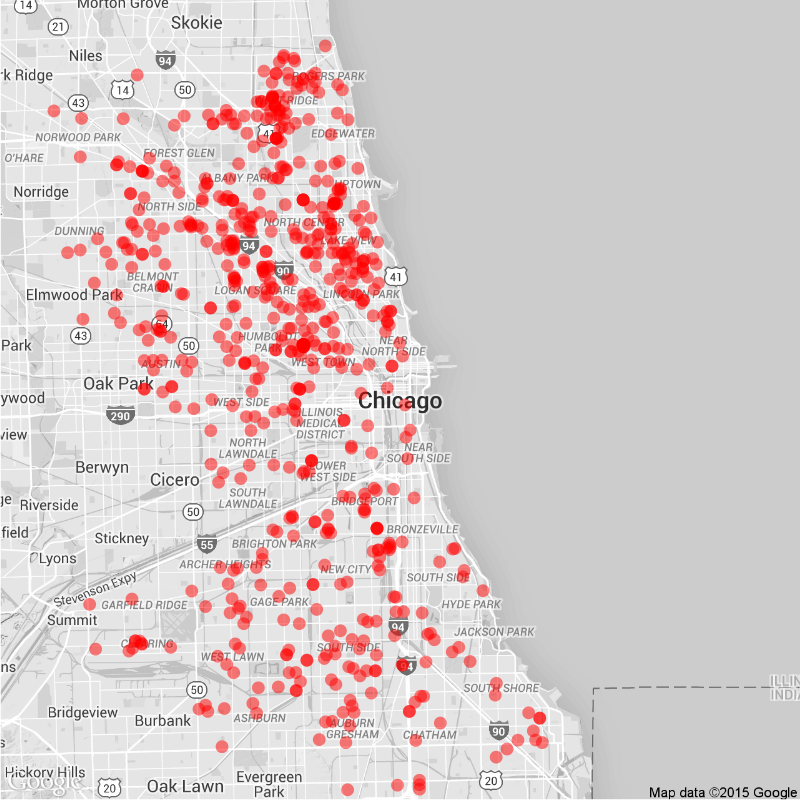 14
Morton Grove
21
Skokie
Niles
94
rk Ridge
ROGERS PARK
14
50
43
T RIDGE
41
EDGEWATER
NORWOOD PARK
O'HARE
FOREST GLEN
ALBANY PARK
UPTOWN
Norridge
NORTH SIDE
DUNNING
NORTH CENTER
LAKE VIEW
94
90
41
BELMONT
CRAGIN
LOGAN SQUARE
LINCOLN PARK
Elmwood Park
64
43
50
HUMBOLDT
PARK
NEAR
NORTH SIDE
Park
AUSTIN
WEST TOWN
Oak Park
ywood
WEST SIDE
Chicago
290
ILLINOIS
MEDICAL
DISTRICT
view
NORTH
LAWNDALE
NEAR
SOUTH SIDE
Berwyn
LOWER
WEST SIDE
Cicero
SOUTH
LAWNDALE
ge
Riverside
50
BRIDGEPORT
field
Stickney
55
BRIGHTON PARK
BRONZEVILLE
Lyons
ARCHER HEIGHTS
NEW CITY
SOUTH SIDE
Stevenson Expy
GARFIELD RIDGE
GAGE PARK
HYDE PARK
Summit
94
JACKSON PARK
CLEARING
SOUTH SIDE
WEST LAWN
94
ns
50
SOUTH SHORE
ILLIN
INDIA
Bridgeview
Burbank
ASHBURN
AUBURN
GRESHAM
CHATHAM
90
Hickory Hills
Google
20
Oak Lawn
Evergreen
Park
20
Map data ©2015 Google